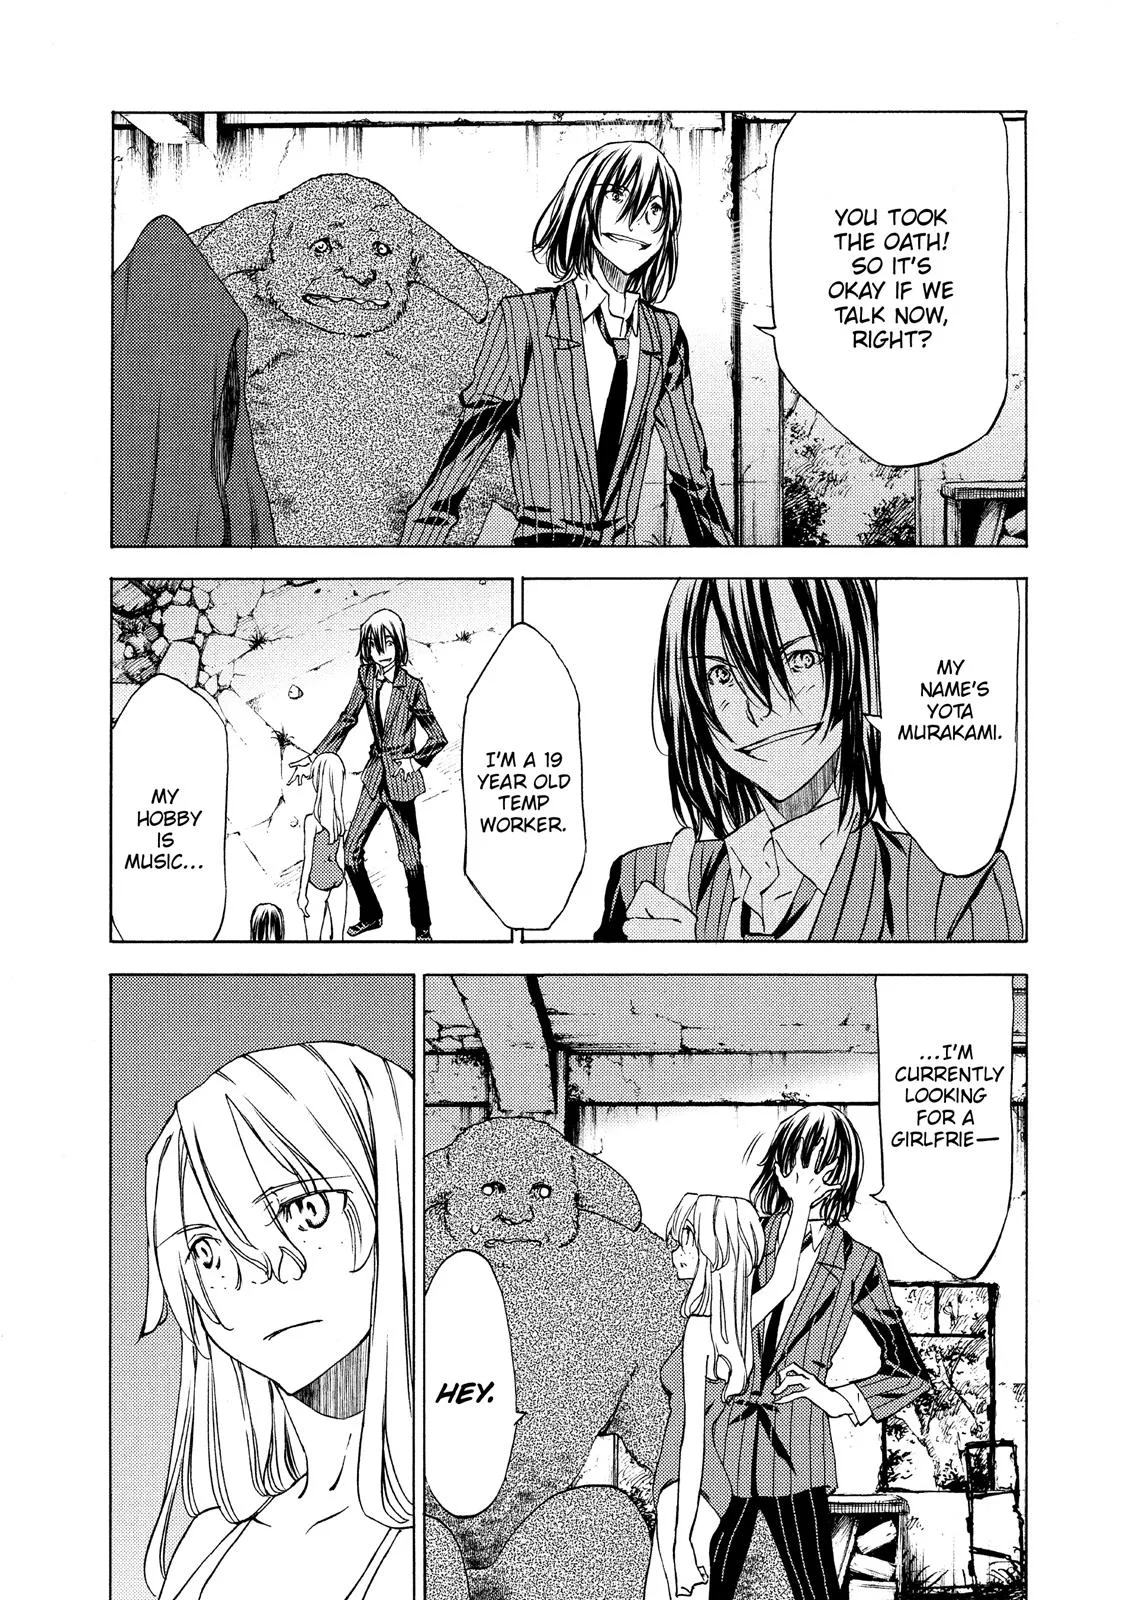 YOU TOOK
THE OATH!
SO IT'S
OKAY IF WE
TALK NOW,
RIGHT?
MY
NAME'S
YOTA
MURAKAMI.
I'M A 19
YEAR OLD
TEMP
WORKER.
MY
HOBBY
IS
MUSIC...
...I'M
CURRENTLY
LOOKING
FOR A
GIRLFRIE—
HEY.